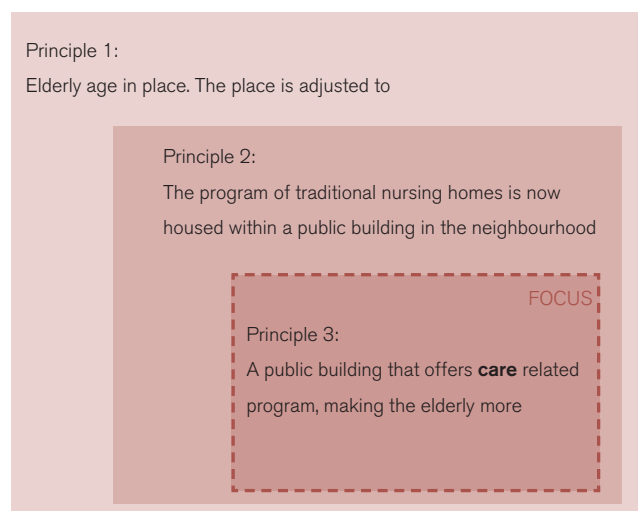 Principle 1:
Elderly age in place. The place is adjusted to
Principle 2:
The program of traditional nursing homes is now
housed within a public building in the neighbourhood
FOCUS
Principle 3:
A public building that offers care related
program, making the elderly more